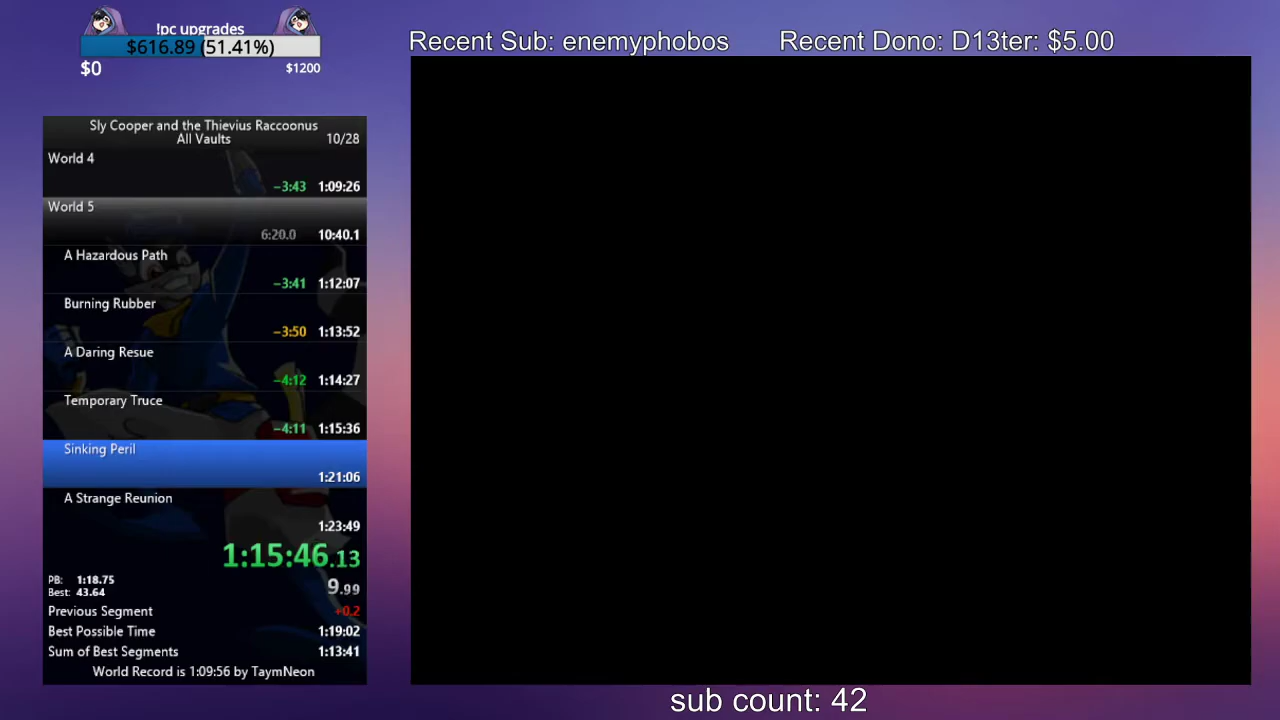 !pc upgrades
$616.89 (51.41%)
$0
$1200
Recent Sub: enemyphobos
Recent Dono: D13ter: $5.00
Sly Cooper and the Thievius Raccoonus
All Vaults
10/28
World 4
-3:43 1:09:26
World 5
6:20.0 10:40.1
A Hazardous Path
-3:41 1:12:07
Burning Rubber
-3:50 1:13:52
A Daring Resue
-4:12 1:14:27
Temporary Truce
-4:11 1:15:36
Sinking Peril
1:21:06
A Strange Reunion
1:23:49
1:15:46.13
PB: 1:18.75
Best: 43.64
9.99
Previous Segment +0.2
Best Possible Time 1:19:02
Sum of Best Segments 1:13:41
World Record is 1:09:56 by TaymNeon
sub count: 42